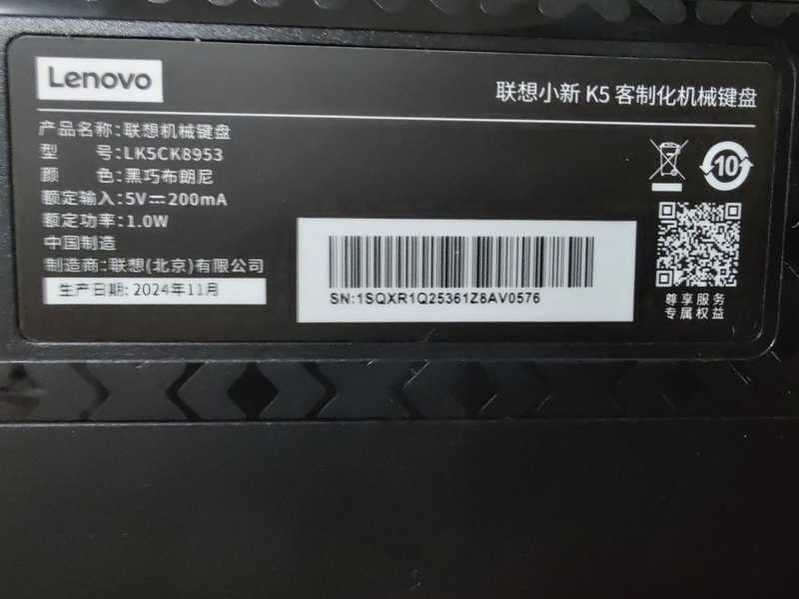 Lenovo
联想小新 K5 客制化机械键盘
产品名称:联想机械键盘
型 号:LK5CK8953
颜 色:黑巧布朗尼
额定输入:5V⎓200mA
额定功率:1.0W
中国制造
制造商:联想(北京)有限公司
生产日期: 2024年11月
SN:1SQXR1Q25361Z8AV0576
10
尊享服务
专属权益